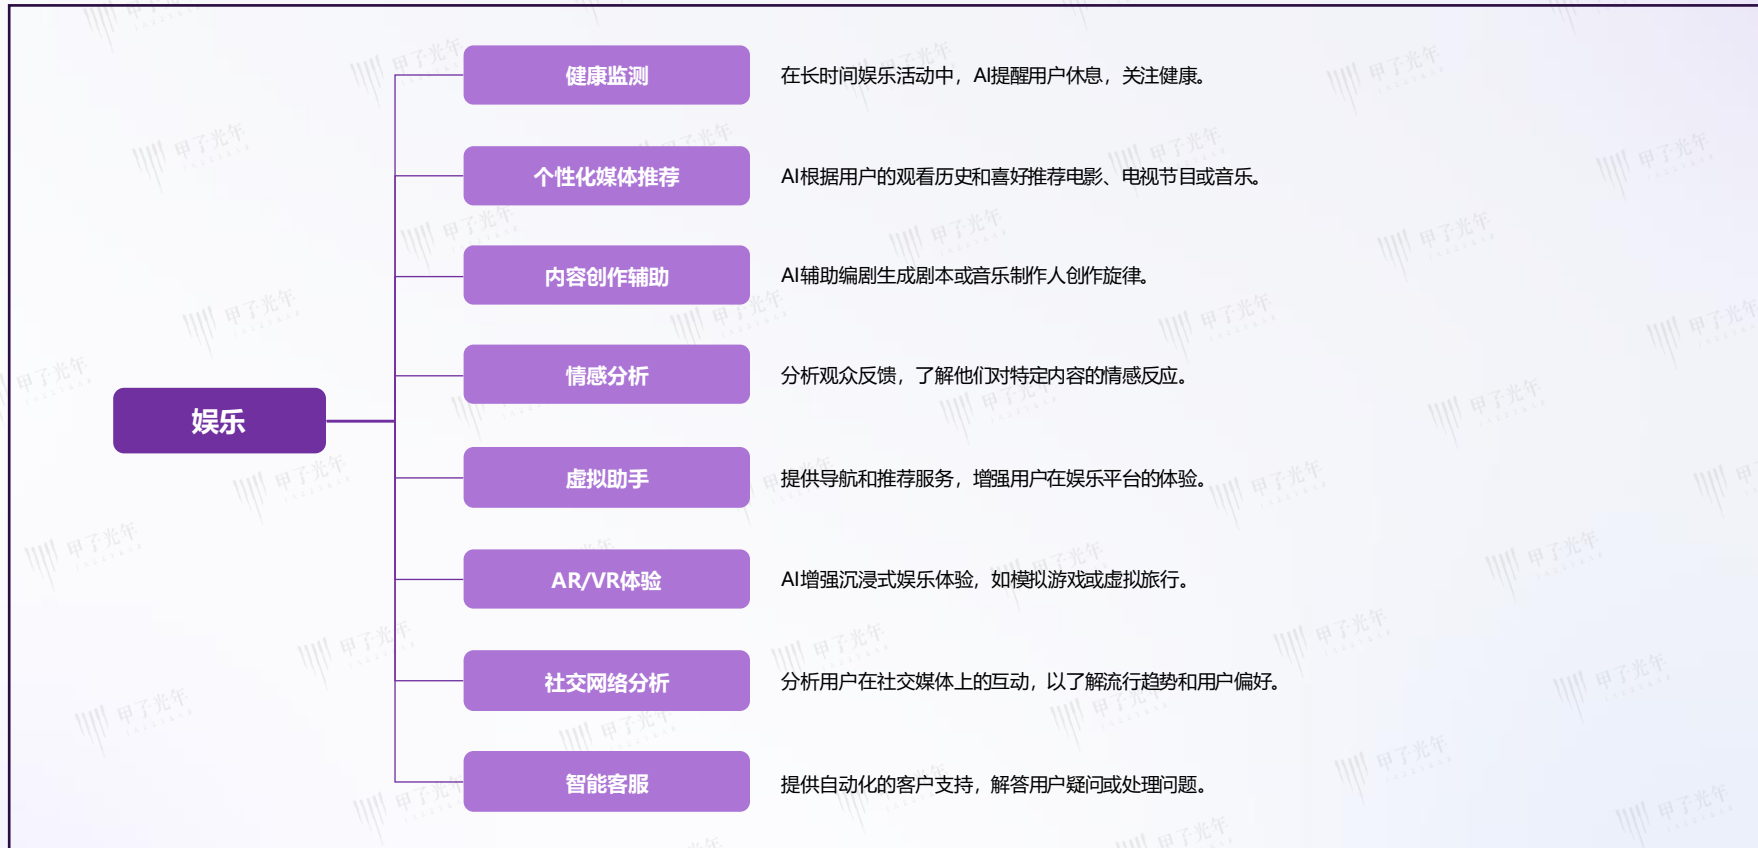 健康监测
在长时间娱乐活动中，AI提醒用户休息，关注健康。
个性化媒体推荐
AI根据用户的观看历史和喜好推荐电影、电视节目或音乐。
内容创作辅助
AI辅助编剧生成剧本或音乐制作人创作旋律。
情感分析
分析观众反馈，了解他们对特定内容的情感反应。
娱乐
虚拟助手
提供导航和推荐服务，增强用户在娱乐平台的体验。
AR/VR体验
AI增强沉浸式娱乐体验，如模拟游戏或虚拟旅行。
社交网络分析
分析用户在社交媒体上的互动，以了解流行趋势和用户偏好。
智能客服
提供自动化的客户支持，解答用户疑问或处理问题。
甲子光年